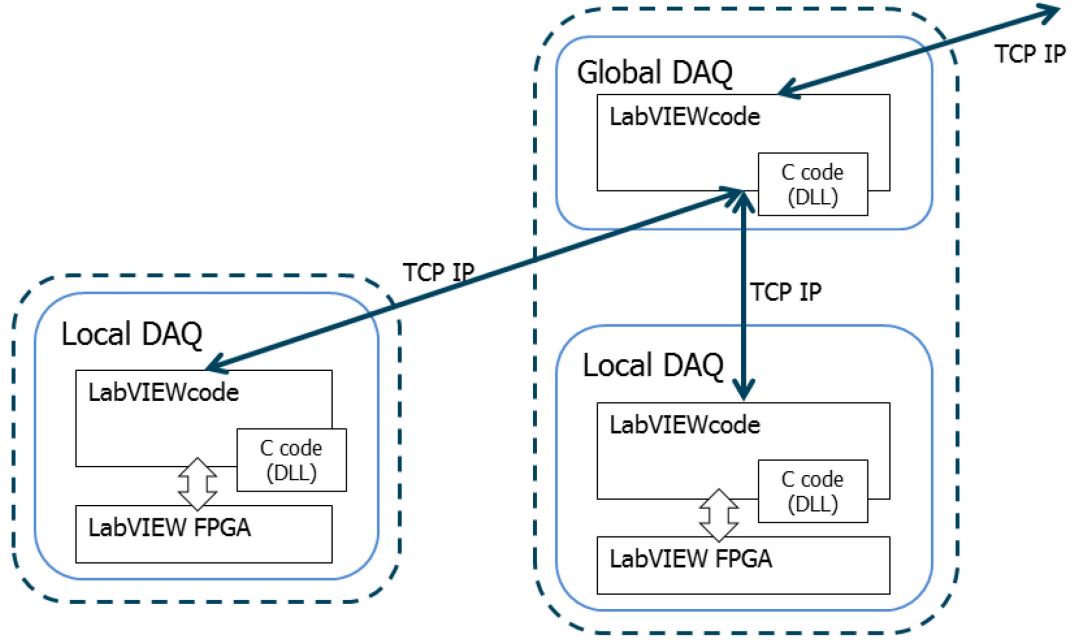 TCP IP
Global DAQ
LabVIEWcode
C code
(DLL)
TCP IP
TCP IP
Local DAQ
LabVIEWcode
C code
(DLL)
LabVIEW FPGA
Local DAQ
LabVIEWcode
C code
(DLL)
LabVIEW FPGA